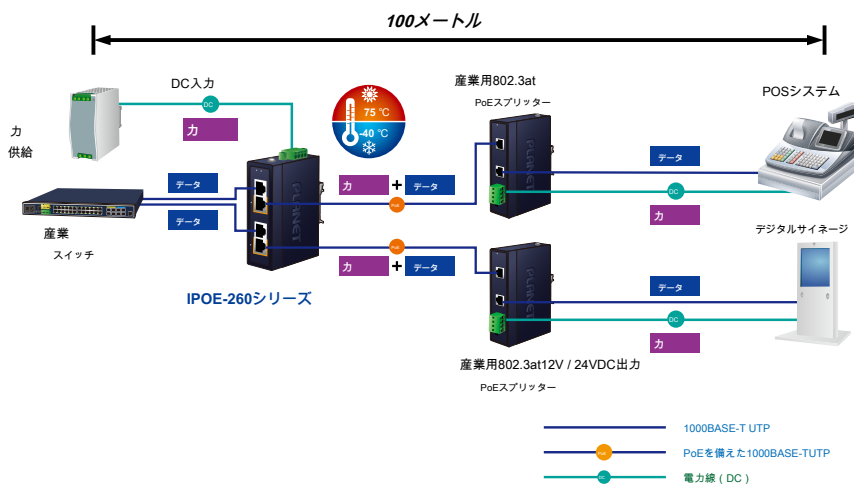 100メートル
DC入力
DC
力
力
供給
75 ℃
-40 ℃
産業用802.3at
PoEスプリッター
POSシステム
データ
データ
産業
スイッチ
PLANET
IPOE-260シリーズ
力 + データ
PoE
PoE
力 + データ
PLANET
データ
DC
力
デジタルサイネージ
PLANET
データ
DC
力
産業用802.3at12V / 24VDC出力
PoEスプリッター
1000BASE-T UTP
PoE
PoEを備えた1000BASE-TUTP
DC
電力線(DC)